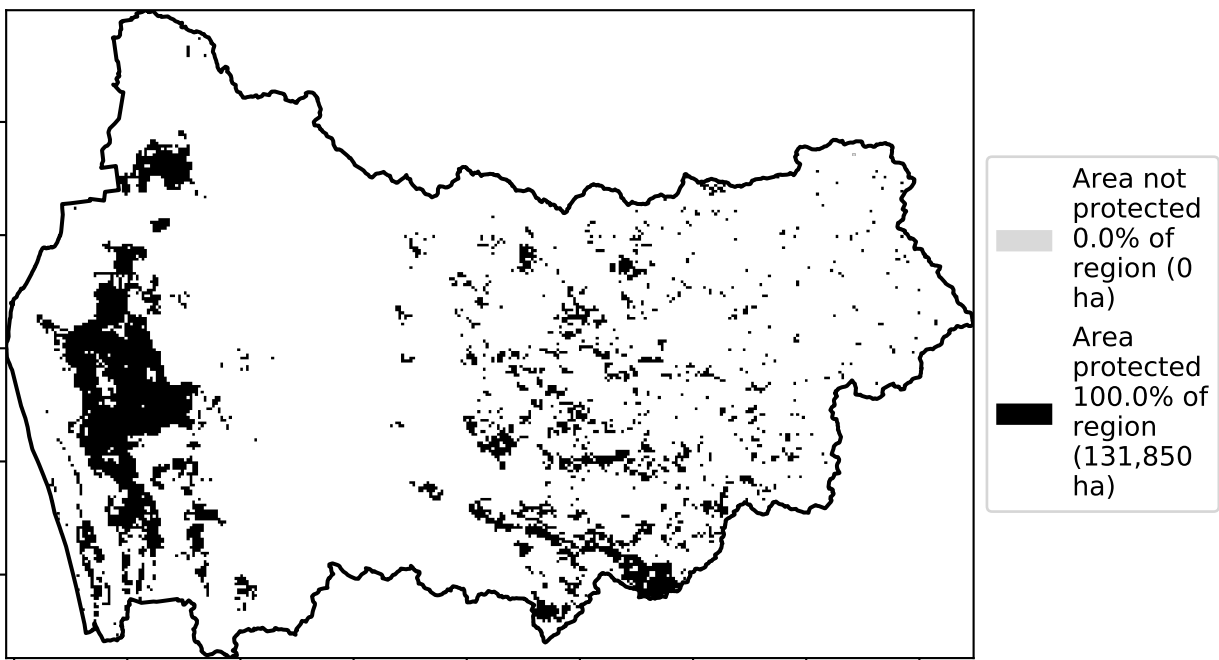 Area not
protected
0.0% of
region (0
ha)
Area
protected
100.0% of
region
(131,850
ha)